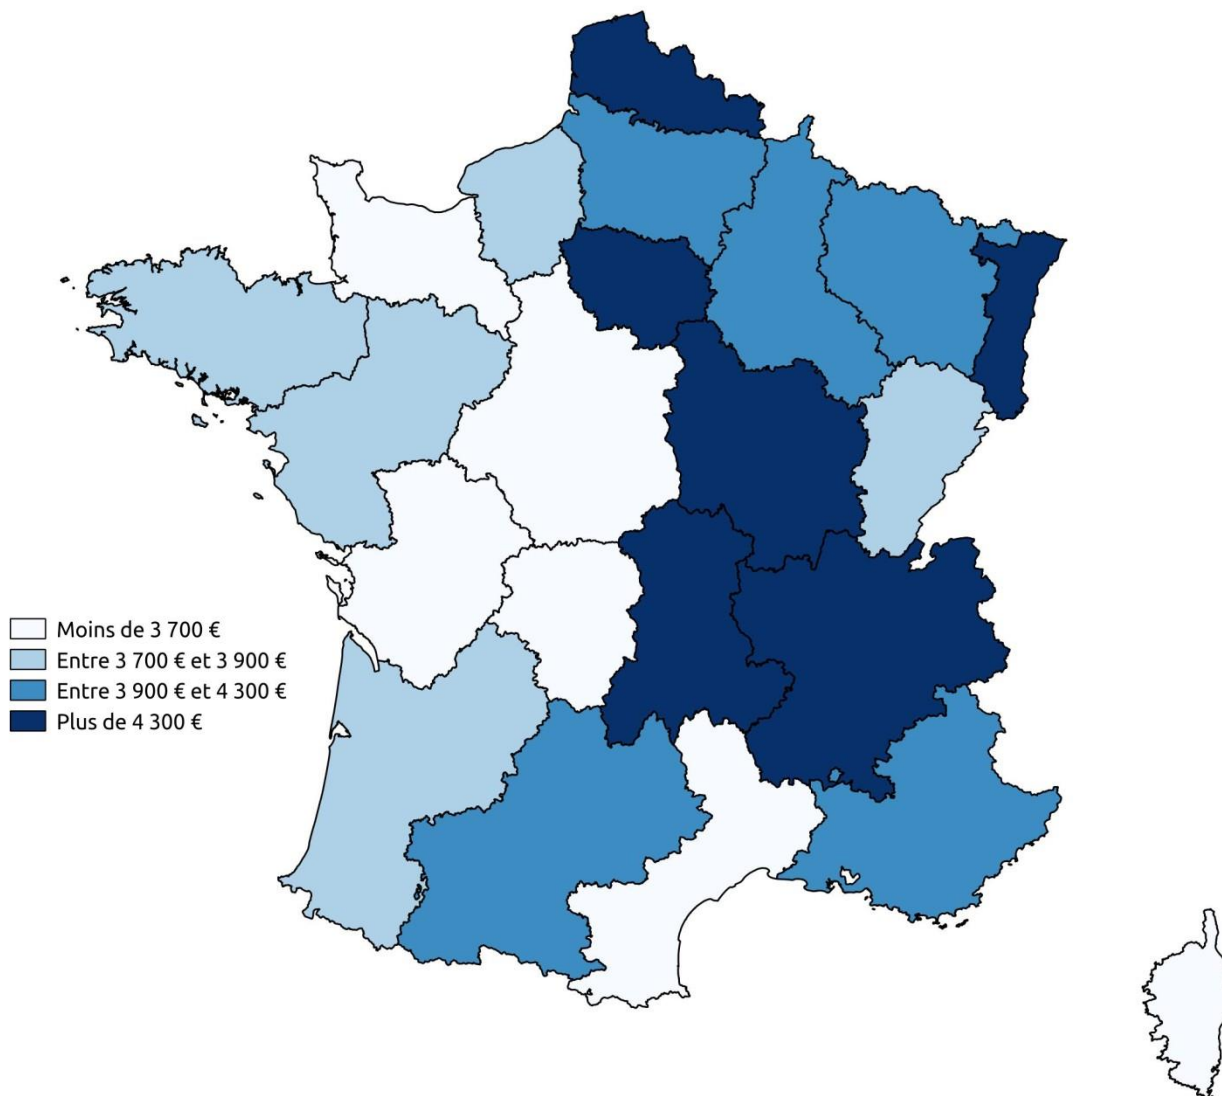 Moins de 3 700 €
Entre 3 700 € et 3 900 €
Entre 3 900 € et 4 300 €
Plus de 4 300 €